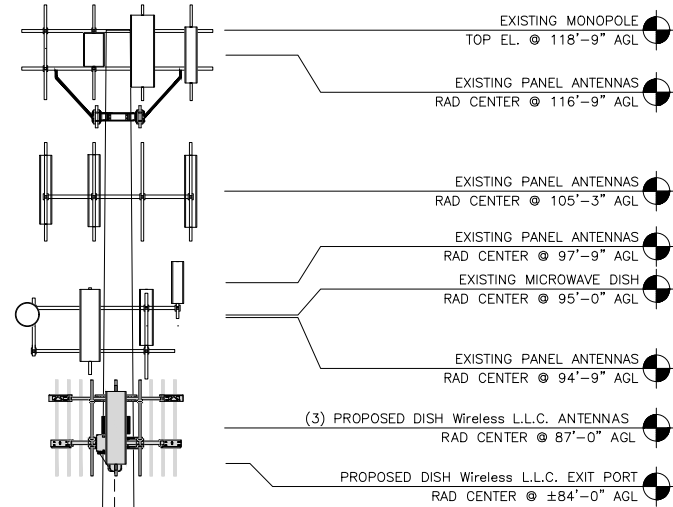 EXISTING MONOPOLE
TOP EL. @ 118'-9" AGL
EXISTING PANEL ANTENNAS
RAD CENTER @ 116'-9" AGL
EXISTING PANEL ANTENNAS
RAD CENTER @ 105'-3" AGL
EXISTING PANEL ANTENNAS
RAD CENTER @ 97'-9" AGL
EXISTING MICROWAVE DISH
RAD CENTER @ 95'-0" AGL
EXISTING PANEL ANTENNAS
RAD CENTER @ 94'-9" AGL
(3) PROPOSED DISH Wireless L.L.C. ANTENNAS
RAD CENTER @ 87'-0" AGL
PROPOSED DISH Wireless L.L.C. EXIT PORT
RAD CENTER @ ±84'-0" AGL